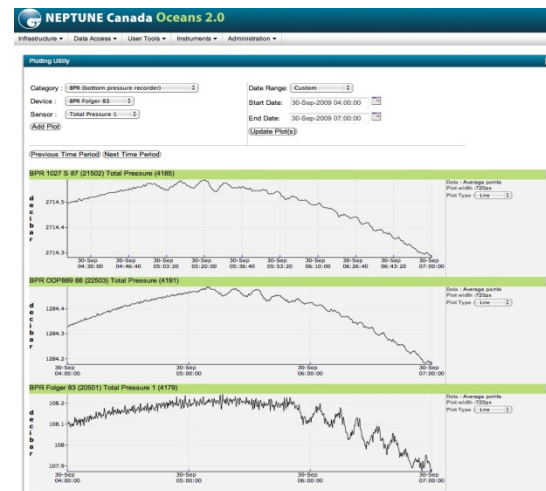 NEPTUNE Canada Oceans 2.0
Infrastructure Data Access User Tools Instruments Administration
Plotting Utility
Category : BPR (bottom pressure recorder) Date Range: Custom
Device : BPR Folger 83 Start Date: 30-Sep-2009 04:00:00
Sensor : Total Pressure 1 End Date: 30-Sep-2009 07:00:00
Add Plot Update Plot(s)
Previous Time Period Next Time Period
BPR 1027 S 87 (21502) Total Pressure (4185)
Data : Average points
Plot width :720px
Plot Type : Line
decibar
2714.5
2714.4
2714.3
30-Sep 30-Sep 30-Sep 30-Sep 30-Sep 30-Sep 30-Sep 30-Sep 30-Sep 30-Sep
04:30:00 04:46:40 05:03:20 05:20:00 05:36:40 05:53:20 06:10:00 06:26:40 06:43:20 07:00:00
BPR ODP889 88 (22503) Total Pressure (4191)
Data : Average points
Plot width :720px
Plot Type : Line
decibar
1284.4
1284.3
1284.2
30-Sep 30-Sep 30-Sep 30-Sep
04:00:00 05:00:00 06:00:00 07:00:00
BPR Folger 83 (20501) Total Pressure 1 (4179)
Data : Average points
Plot width :720px
Plot Type : Line
decibar
108.2
108.1
108
107.9
30-Sep 30-Sep 30-Sep 30-Sep
04:00:00 05:00:00 06:00:00 07:00:00